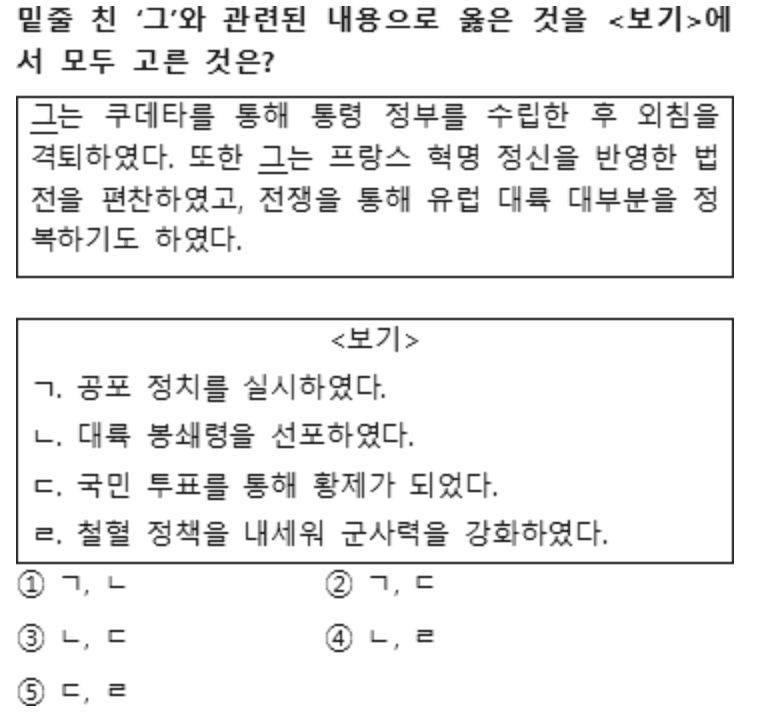 밑줄 친 ‘그’와 관련된 내용으로 옳은 것을 <보기>에
서 모두 고른 것은?
그는 쿠데타를 통해 통령 정부를 수립한 후 외침을
격퇴하였다. 또한 그는 프랑스 혁명 정신을 반영한 법
전을 편찬하였고, 전쟁을 통해 유럽 대륙 대부분을 정
복하기도 하였다.
<보기>
ㄱ. 공포 정치를 실시하였다.
ㄴ. 대륙 봉쇄령을 선포하였다.
ㄷ. 국민 투표를 통해 황제가 되었다.
ㄹ. 철혈 정책을 내세워 군사력을 강화하였다.
① ㄱ, ㄴ ② ㄱ, ㄷ
③ ㄴ, ㄷ ④ ㄴ, ㄹ
⑤ ㄷ, ㄹ